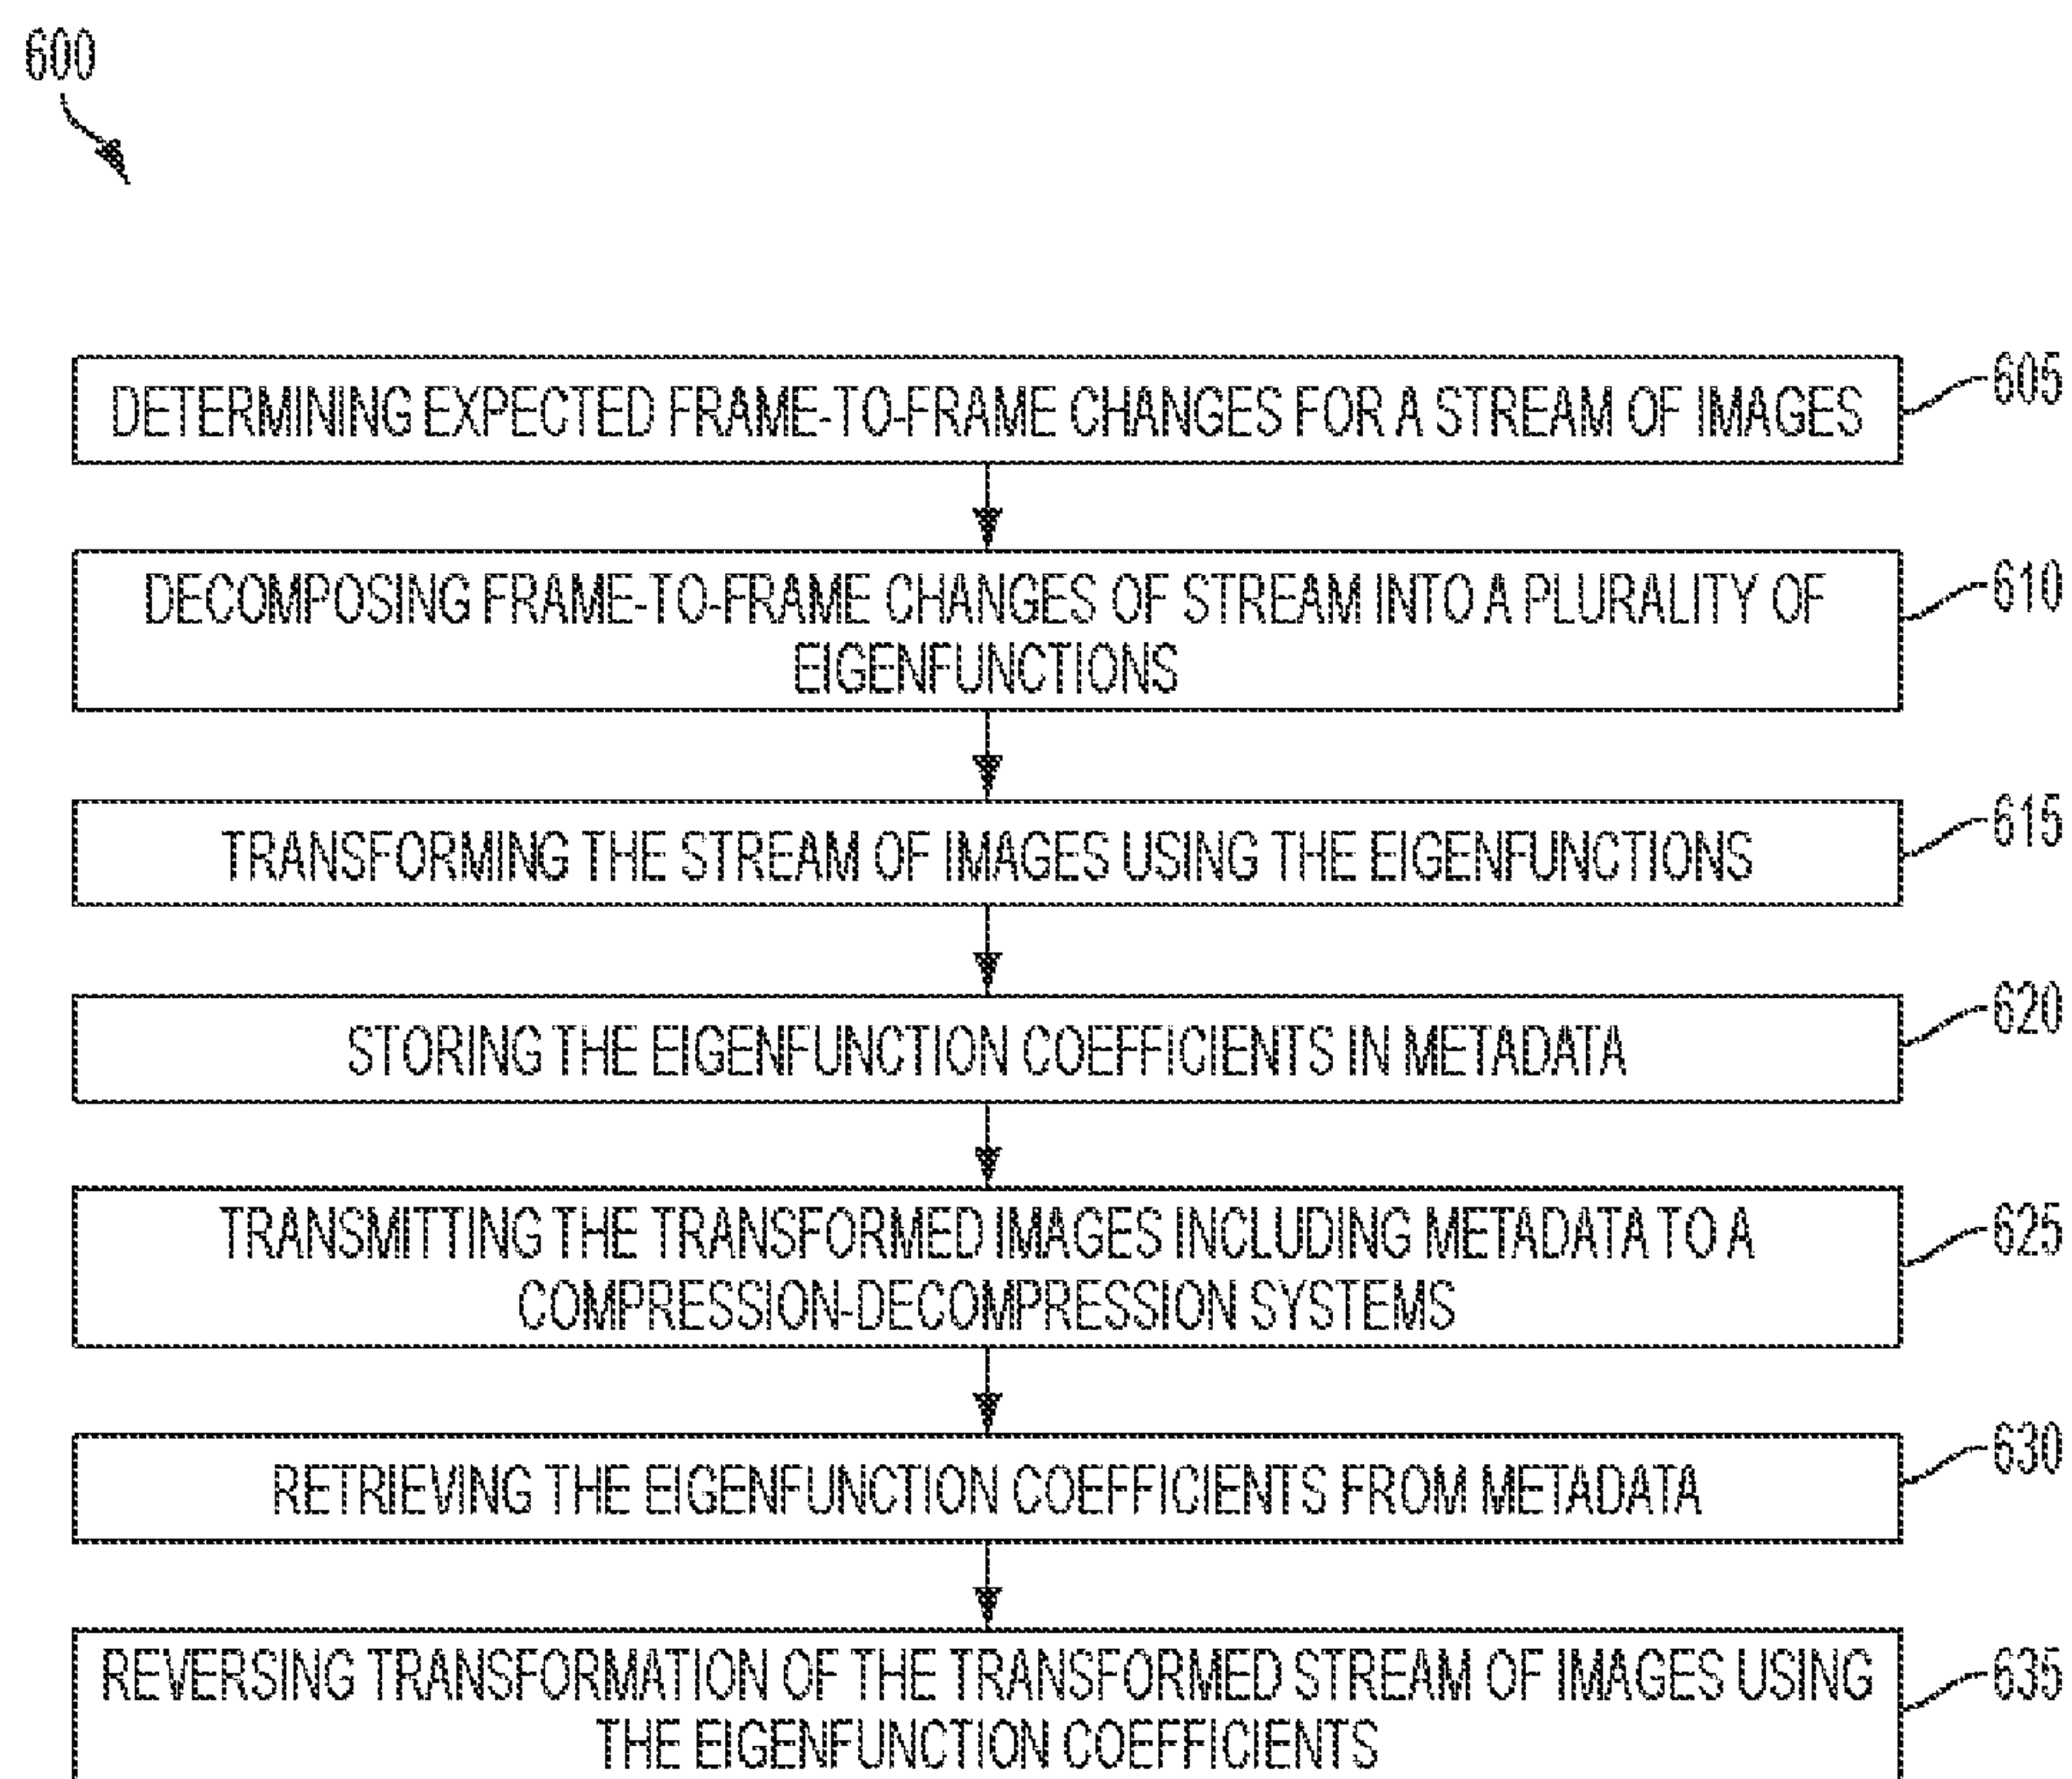 600
DETERMINING EXPECTED FRAME-TO-FRAME CHANGES FOR A STREAM OF IMAGES
605
DECOMPOSING FRAME-TO-FRAME CHANGES OF STREAM INTO A PLURALITY OF
EIGENFUNCTIONS
610
TRANSFORMING THE STREAM OF IMAGES USING THE EIGENFUNCTIONS
615
STORING THE EIGENFUNCTION COEFFICIENTS IN METADATA
620
TRANSMITTING THE TRANSFORMED IMAGES INCLUDING METADATA TO A
COMPRESSION-DECOMPRESSION SYSTEMS
625
RETRIEVING THE EIGENFUNCTION COEFFICIENTS FROM METADATA
630
REVERSING TRANSFORMATION OF THE TRANSFORMED STREAM OF IMAGES USING
THE EIGENFUNCTION COEFFICIENTS
635